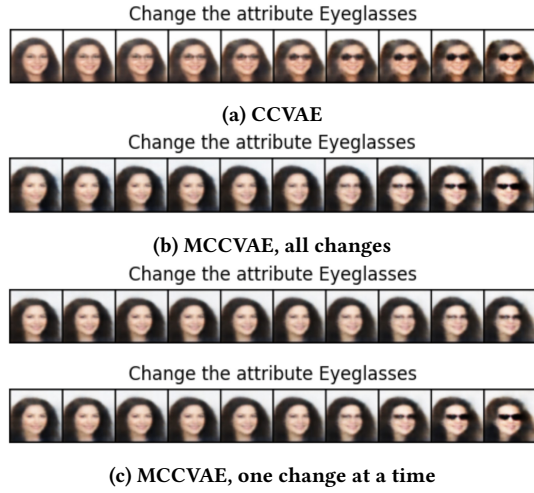 Change the attribute Eyeglasses
(a) CCVAE
Change the attribute Eyeglasses
(b) MCCVAE, all changes
Change the attribute Eyeglasses
Change the attribute Eyeglasses
(c) MCCVAE, one change at a time